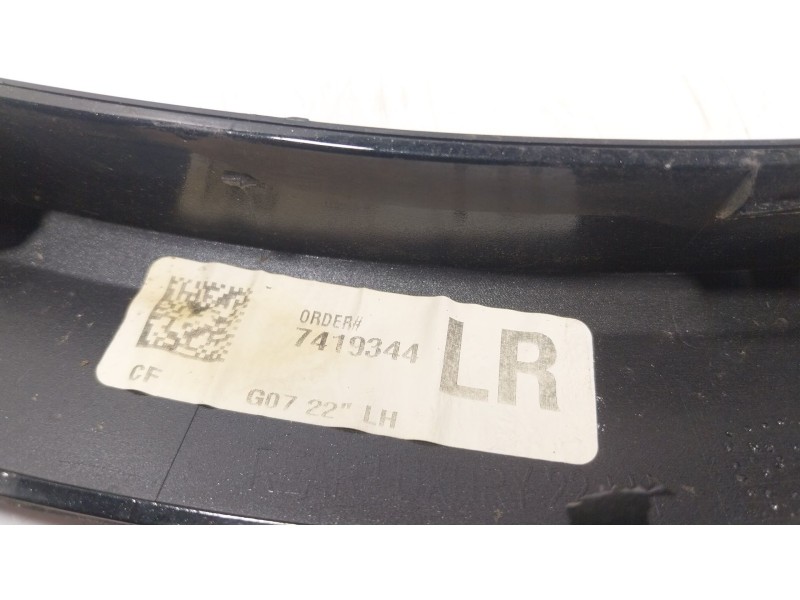 ORDER#
7419344
LR
CF
G07 22" LH